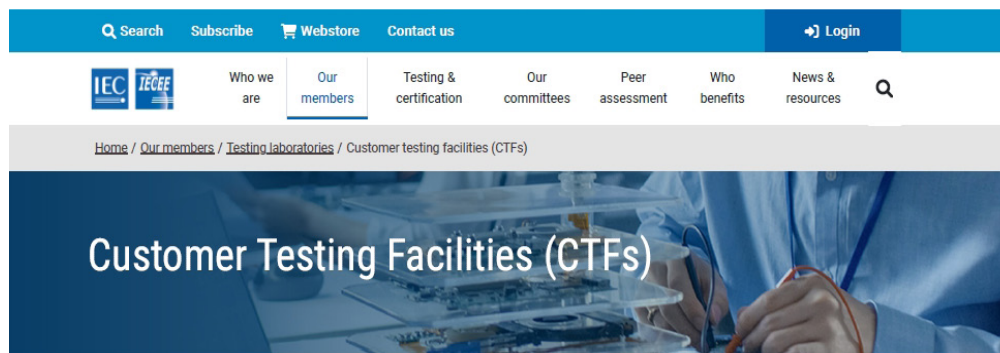 Search Subscribe Webstore Contact us Login
IEC IECEE
Who we are
Our members
Testing & certification
Our committees
Peer assessment
Who benefits
News & resources
Home / Our members / Testing laboratories / Customer testing facilities (CTFs)
Customer Testing Facilities (CTFs)